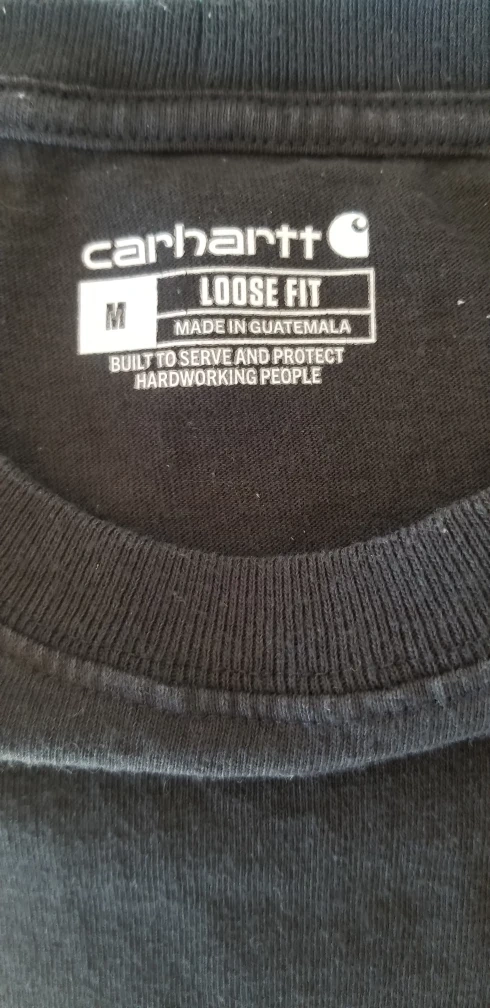 carhartt
M
LOOSE FIT
MADE IN GUATEMALA
BUILT TO SERVE AND PROTECT
HARDWORKING PEOPLE